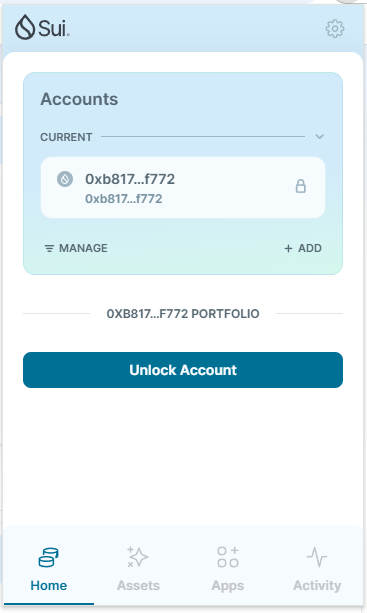 Sui
Accounts
CURRENT
0xb817...f772
0xb817...f772
MANAGE
+ ADD
0XB817...F772 PORTFOLIO
Unlock Account
Home Assets Apps Activity